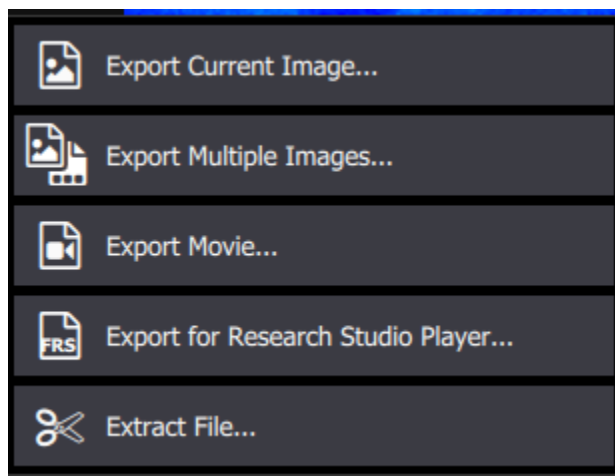 Export Current Image...
Export Multiple Images...
Export Movie...
FRS
Export for Research Studio Player...
Extract File...